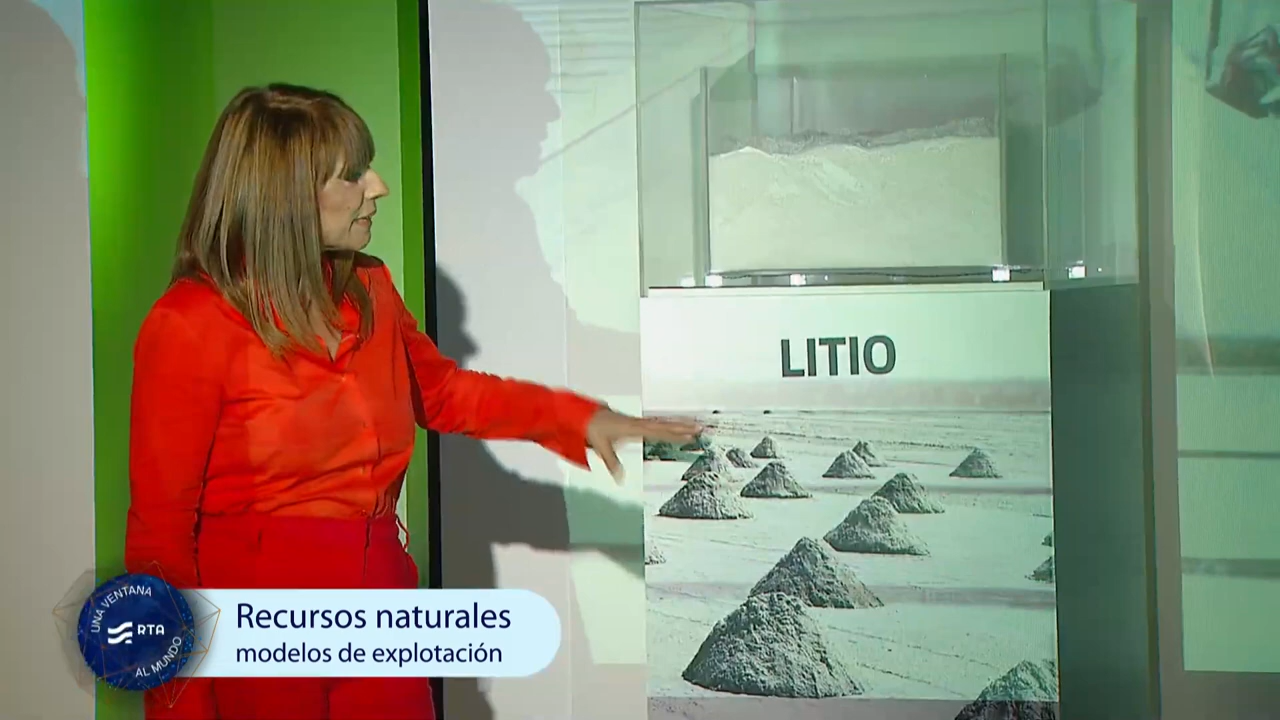 LITIO
UNA VENTANA
RTA
AL MUNDO
Recursos naturales
modelos de explotación